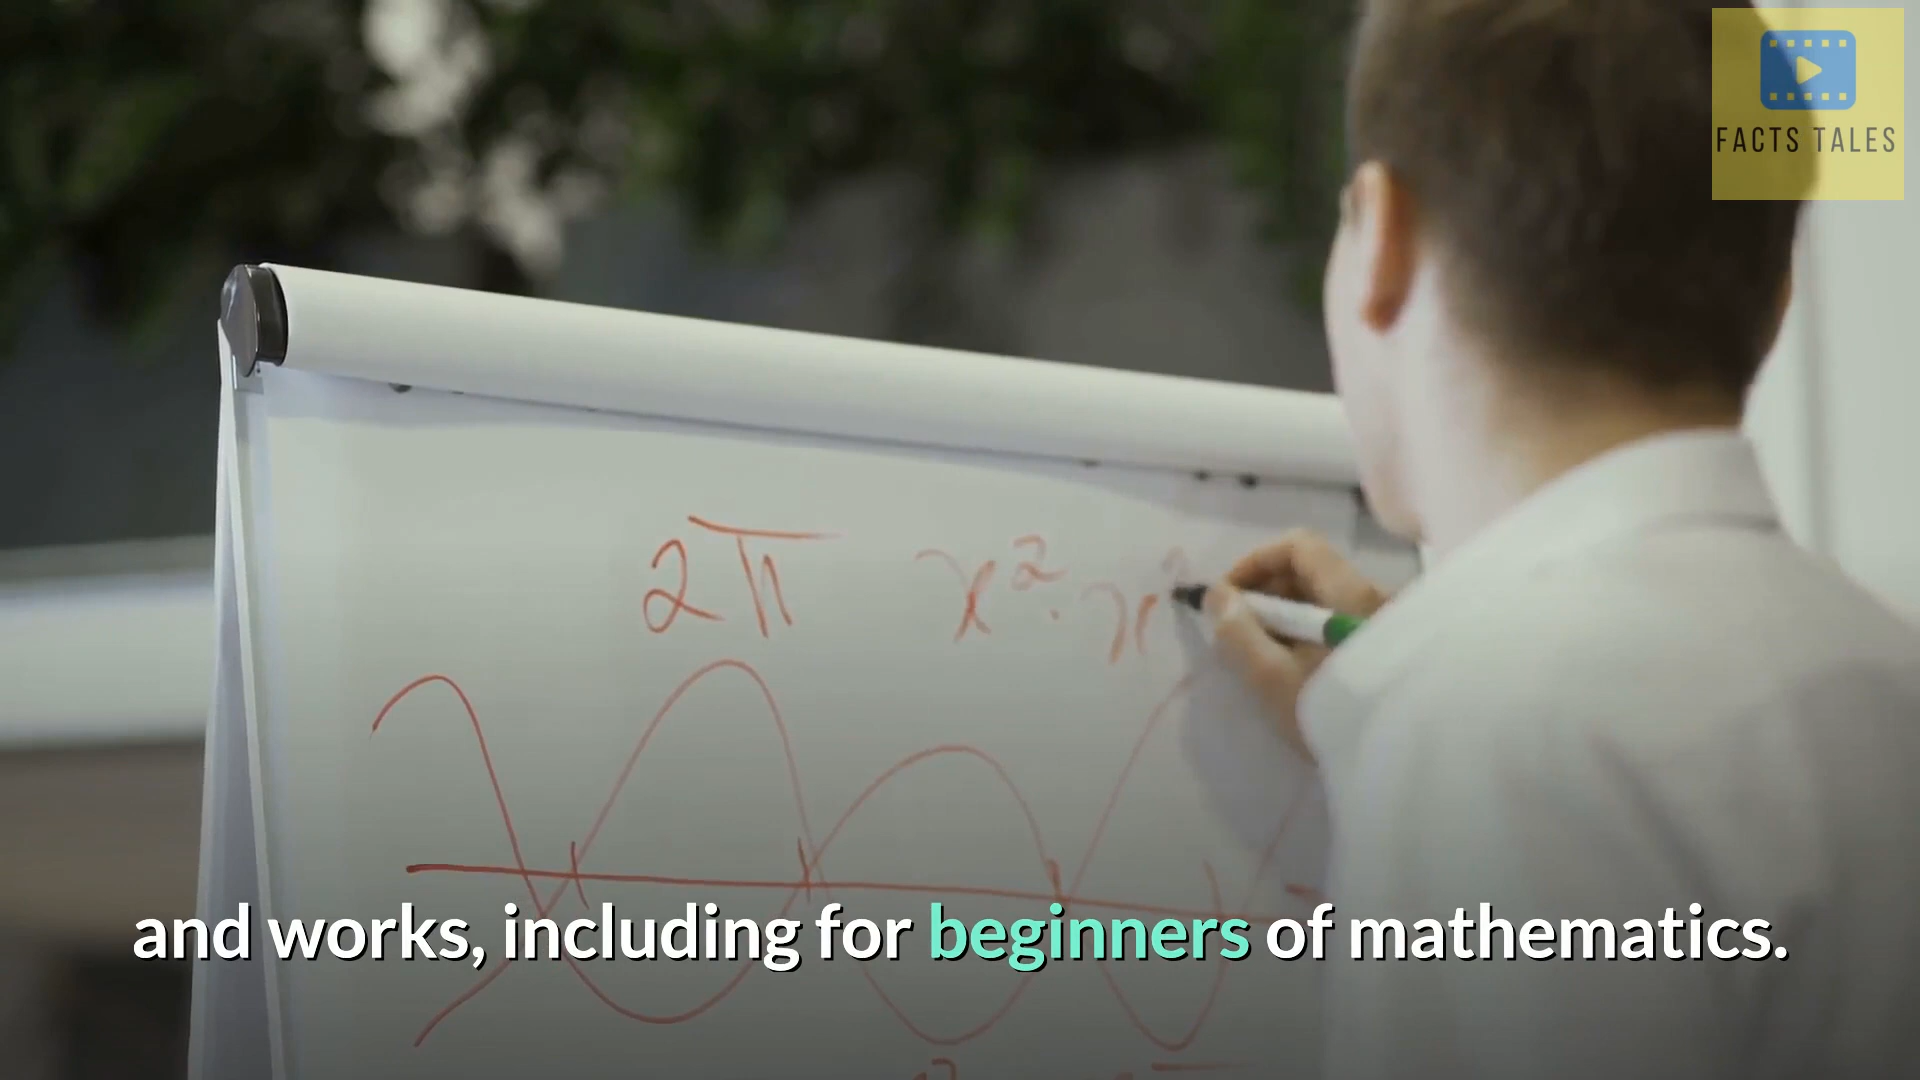 FACTS TALES
2π x²·x
and works, including for beginners of mathematics.